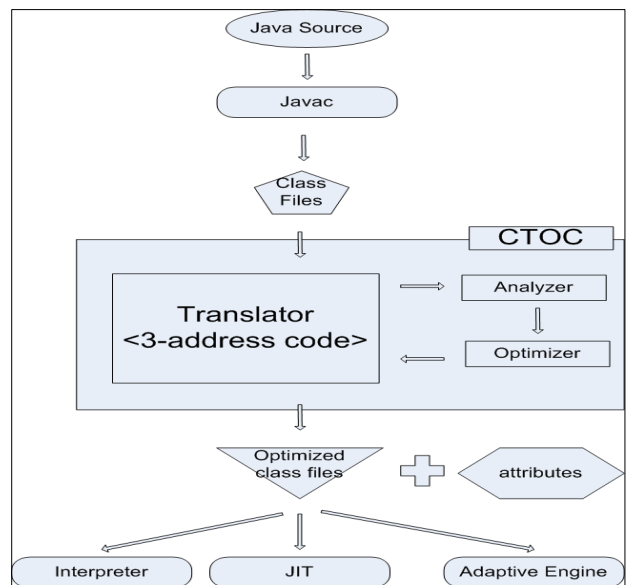 Java Source
Javac
Class
Files
CTOC
Translator
<3-address code>
Analyzer
Optimizer
Optimized
class files
attributes
Interpreter
JIT
Adaptive Engine